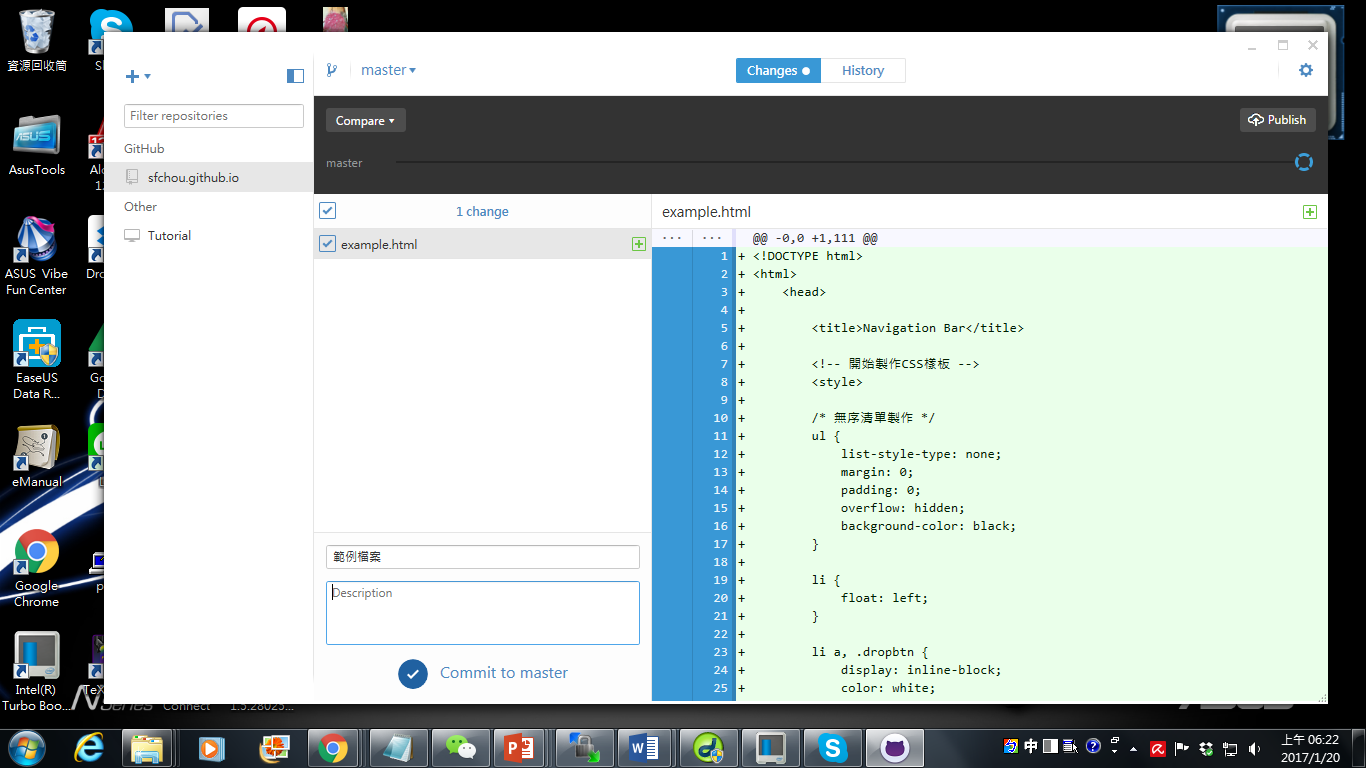 資源回收筒
AsusTools
ASUS Vibe
Fun Center
EaseUS
Data R...
eManual
Google
Chrome
Intel(R)
Turbo Boo...
Connect
1.5.28025...
master
Changes
History
Filter repositories
GitHub
sfchou.github.io
Other
Tutorial
Compare
Publish
master
1 change
example.html
範例檔案
Description
Commit to master
example.html
... ... @@ -0,0 +1,111 @@
1 + <!DOCTYPE html>
2 + <html>
3 + <head>
4 +
5 + <title>Navigation Bar</title>
6 +
7 + <!-- 開始製作CSS樣板 -->
8 + <style>
9 +
10 + /* 無序清單製作 */
11 + ul {
12 + list-style-type: none;
13 + margin: 0;
14 + padding: 0;
15 + overflow: hidden;
16 + background-color: black;
17 + }
18 +
19 + li {
20 + float: left;
21 + }
22 +
23 + li a, .dropbtn {
24 + display: inline-block;
25 + color: white;
中
上午 06:22
2017/1/20